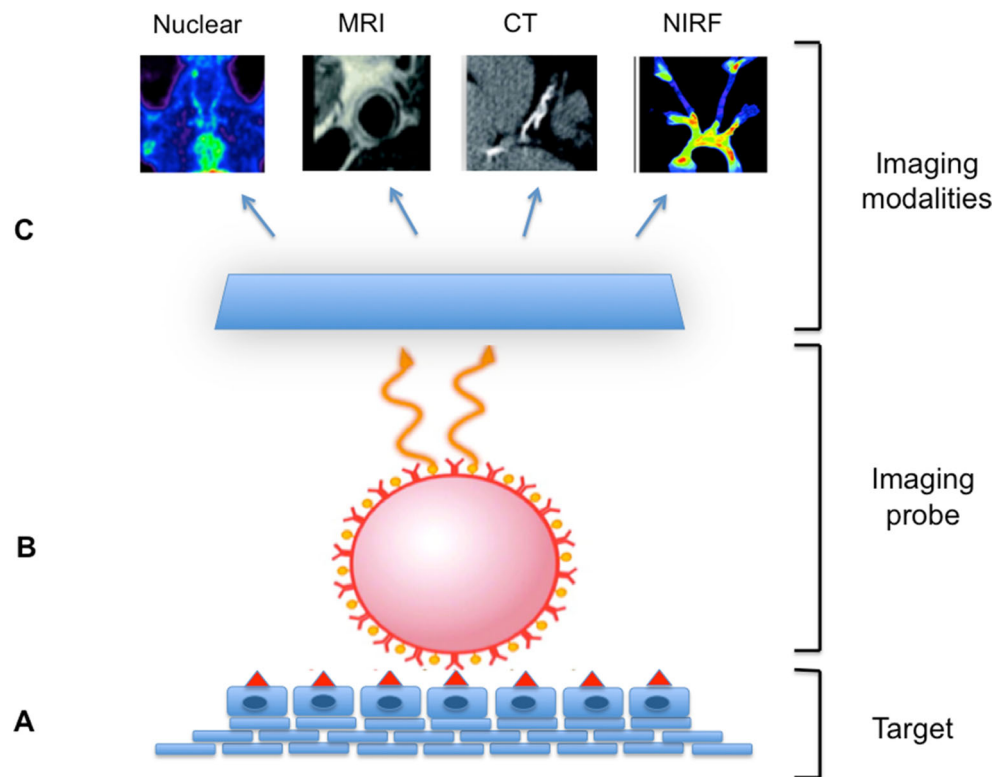 Nuclear MRI CT NIRF
C
Imaging
modalities
B
Imaging
probe
A
Target